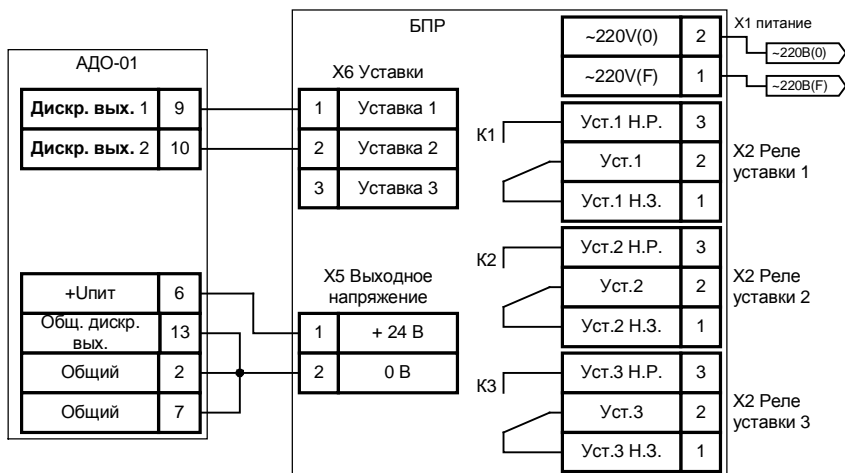 БПР
АДО-01
Дискр. вых. 1 9
Дискр. вых. 2 10
+Uпит 6
Общ. дискр.
вых. 13
Общий 2
Общий 7
X6 Уставки
1 Уставка 1
2 Уставка 2
3 Уставка 3
X5 Выходное
напряжение
1 + 24 В
2 0 В
~220V(0) 2
~220V(F) 1
X1 питание
~220В(0)
~220В(F)
К1
Уст.1 Н.Р. 3
Уст.1 2
Уст.1 Н.З. 1
X2 Реле
уставки 1
К2
Уст.2 Н.Р. 3
Уст.2 2
Уст.2 Н.З. 1
X2 Реле
уставки 2
К3
Уст.3 Н.Р. 3
Уст.3 2
Уст.3 Н.З. 1
X2 Реле
уставки 3